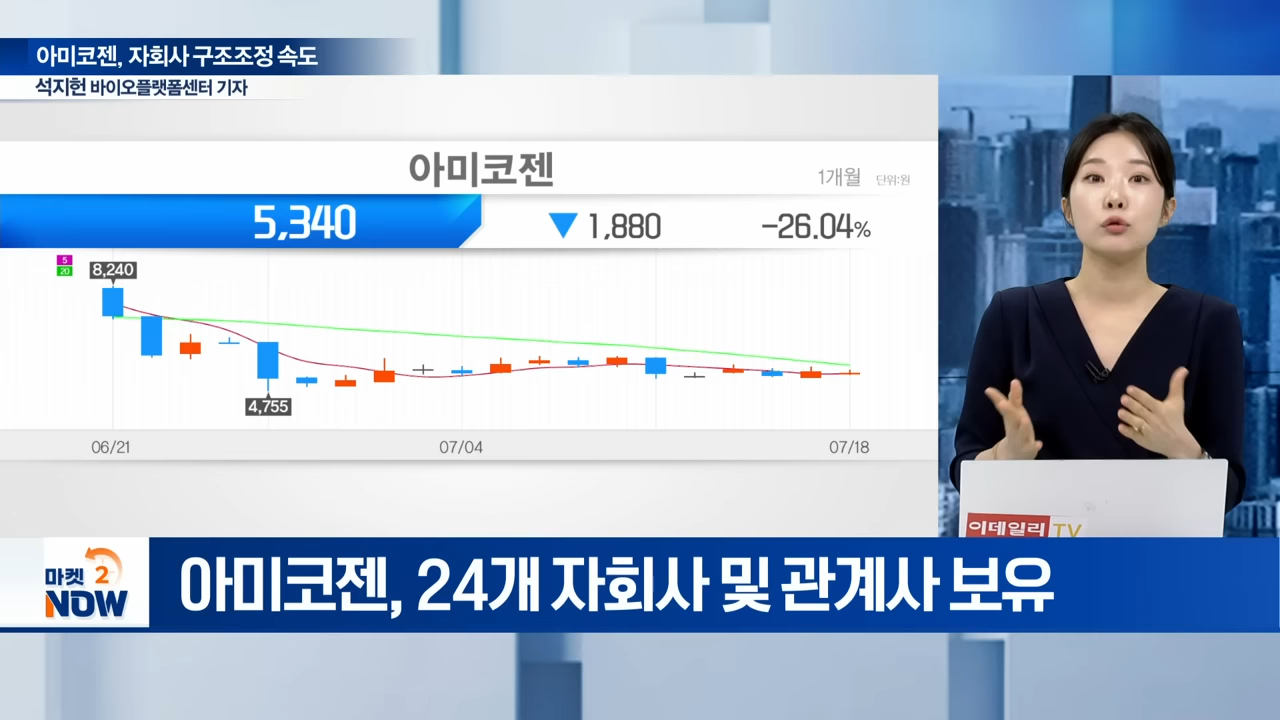 아미코젠, 자회사 구조조정 속도
석지헌 바이오플랫폼센터 기자
아미코젠
1개월 단위:원
5,340 ▼1,880 -26.04%
5
20
8,240
4,755
06/21 07/04 07/18
이데일리 TV
마켓 2
NOW
아미코젠, 24개 자회사 및 관계사 보유